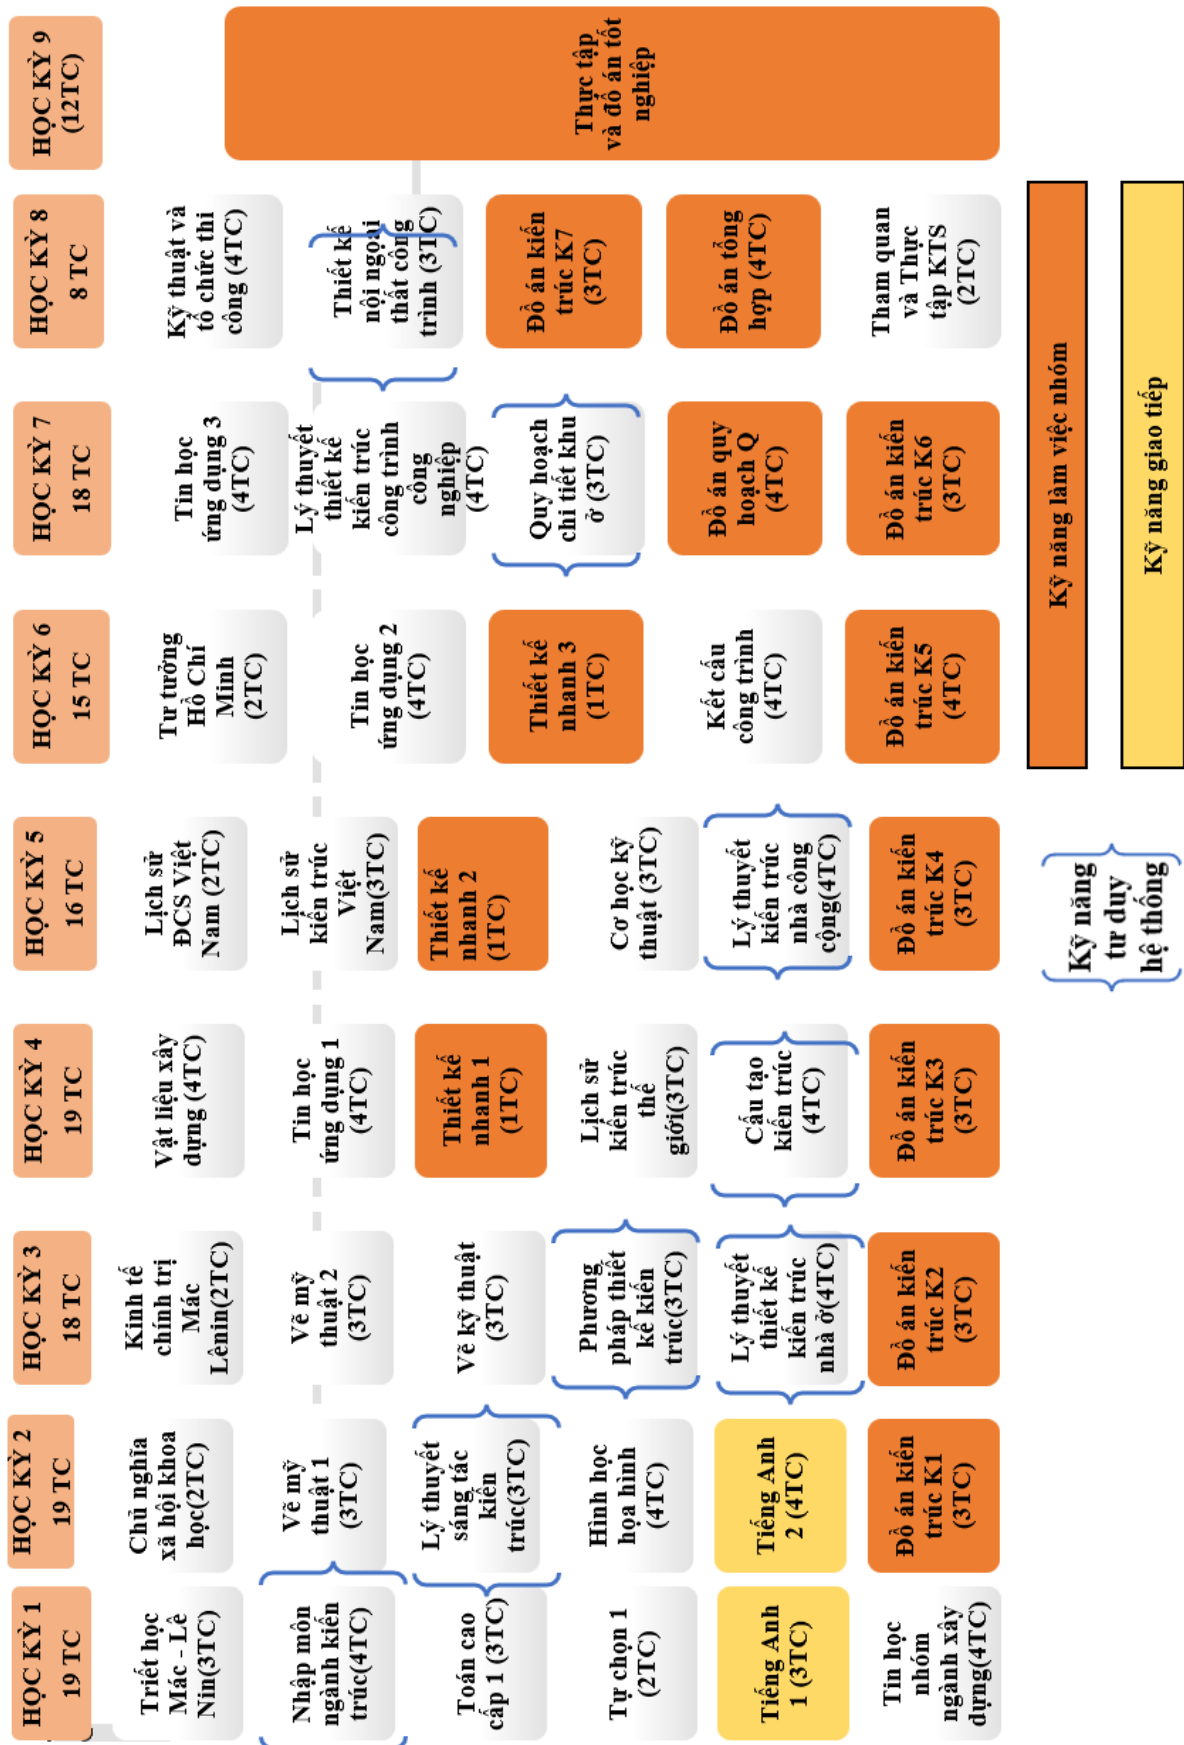 HỌC KỲ 1
19 TC
Triết học
Mác - Lê
Nin(3TC)
Nhập môn
ngành kiến
trúc(4TC)
Toán cao
cấp 1 (3TC)
Tự chọn 1
(2TC)
Tiếng Anh
1 (3TC)
Tin học
nhóm
ngành xây
dựng(4TC)
HỌC KỲ 2
19 TC
Chủ nghĩa
xã hội khoa
học(2TC)
Vẽ mỹ
thuật 1
(3TC)
Lý thuyết
sáng tác
kiến
trúc(3TC)
Hình học
họa hình
(4TC)
Tiếng Anh
2 (4TC)
Đồ án kiến
trúc K1
(3TC)
HỌC KỲ 3
18 TC
Kinh tế
chính trị
Mác
Lênin(2TC)
Vẽ mỹ
thuật 2
(3TC)
Vẽ kỹ thuật
(3TC)
Phương
pháp thiết
kế kiến
trúc(3TC)
Lý thuyết
thiết kế
kiến trúc
nhà ở(4TC)
Đồ án kiến
trúc K2
(3TC)
HỌC KỲ 4
19 TC
Vật liệu xây
dựng (4TC)
Tin học
ứng dụng 1
(4TC)
Thiết kế
nhanh 1
(1TC)
Lịch sử
kiến trúc
thế
giới(3TC)
Cấu tạo
kiến trúc
(4TC)
Đồ án kiến
trúc K3
(3TC)
HỌC KỲ 5
16 TC
Lịch sử
ĐCS Việt
Nam (2TC)
Lịch sử
kiến trúc
Việt
Nam(3TC)
Thiết kế
nhanh 2
(1TC)
Cơ học kỹ
thuật (3TC)
Lý thuyết
kiến trúc
nhà công
cộng(4TC)
Đồ án kiến
trúc K4
(3TC)
HỌC KỲ 6
15 TC
Tư tưởng
Hồ Chí
Minh
(2TC)
Tin học
ứng dụng 2
(4TC)
Thiết kế
nhanh 3
(1TC)
Kết cấu
công trình
(4TC)
Đồ án kiến
trúc K5
(4TC)
HỌC KỲ 7
18 TC
Tin học
ứng dụng 3
(4TC)
Lý thuyết
thiết kế
kiến trúc
công trình
công
nghiệp
(4TC)
Quy hoạch
chi tiết khu
ở (3TC)
Đồ án quy
hoạch Q
(4TC)
Đồ án kiến
trúc K6
(3TC)
HỌC KỲ 8
8 TC
Kỹ thuật và
tổ chức thi
công (4TC)
Thiết kế
nội ngoại
thất công
trình (3TC)
Đồ án kiến
trúc K7
(3TC)
Đồ án tổng
hợp (4TC)
Tham quan
và Thực
tập KTS
(2TC)
HỌC KỲ 9
(12TC)
Thực tập
và đồ án tốt
nghiệp
Kỹ năng
tư duy
hệ thống
Kỹ năng làm việc nhóm
Kỹ năng giao tiếp